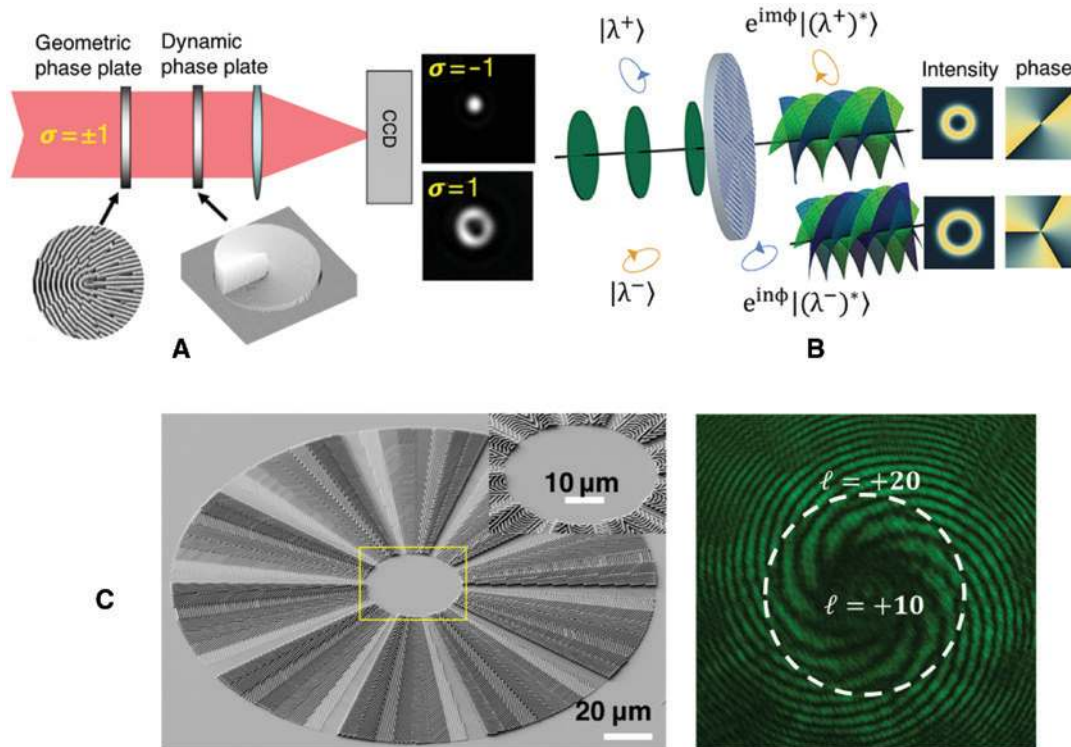 Geometric
phase plate
Dynamic
phase plate
σ=±1
CCD
σ=-1
σ=1
A
|λ⁺⟩
e^{imϕ}|(λ⁺)*⟩
Intensity
phase
|λ⁻⟩
e^{inϕ}|(λ⁻)*⟩
B
C
10 µm
20 µm
ℓ = +20
ℓ = +10